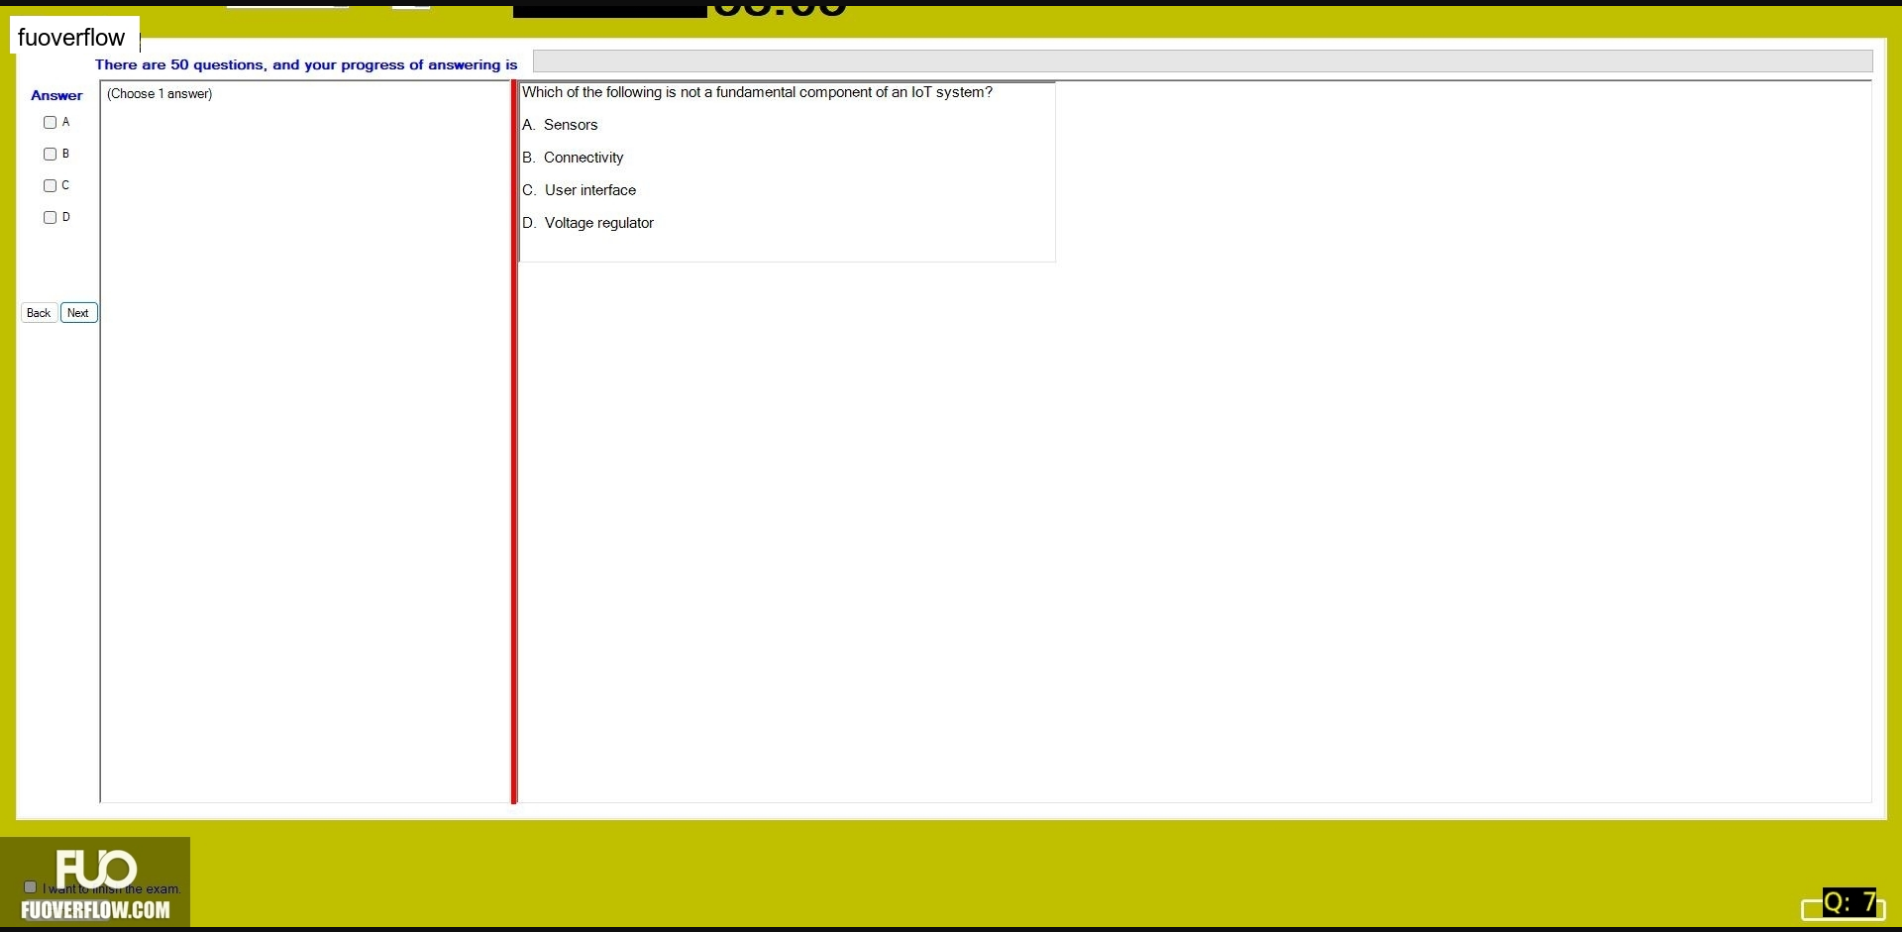 fuoverflow
There are 50 questions, and your progress of answering is
Answer
(Choose 1 answer)
A
B
C
D
Back Next
Which of the following is not a fundamental component of an IoT system?
A. Sensors
B. Connectivity
C. User interface
D. Voltage regulator
FUO
I want to finish the exam.
FUOVERFLOW.COM
Q: 7